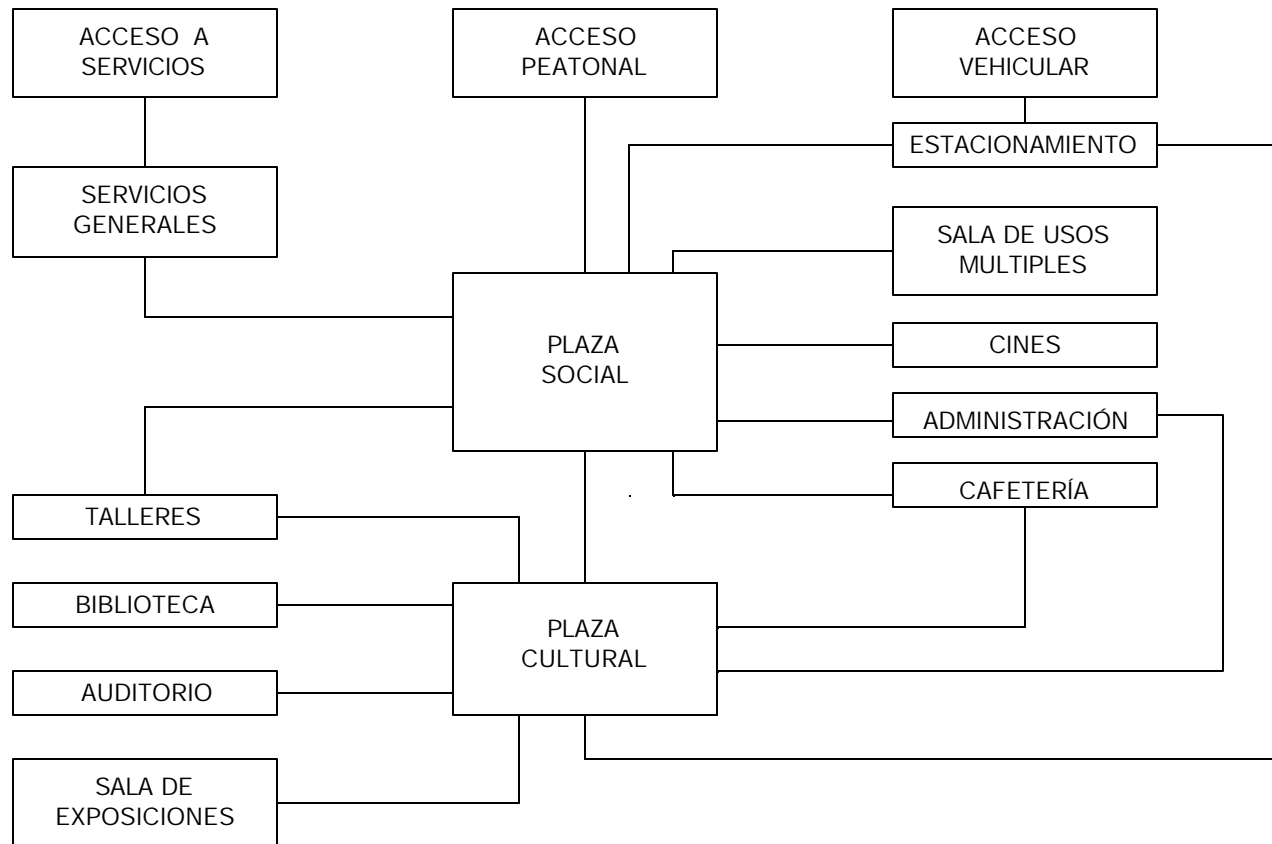 ACCESO A
SERVICIOS
ACCESO
PEATONAL
ACCESO
VEHICULAR
ESTACIONAMIENTO
SERVICIOS
GENERALES
SALA DE USOS
MULTIPLES
PLAZA
SOCIAL
CINES
ADMINISTRACIÓN
CAFETERÍA
TALLERES
BIBLIOTECA
PLAZA
CULTURAL
AUDITORIO
SALA DE
EXPOSICIONES